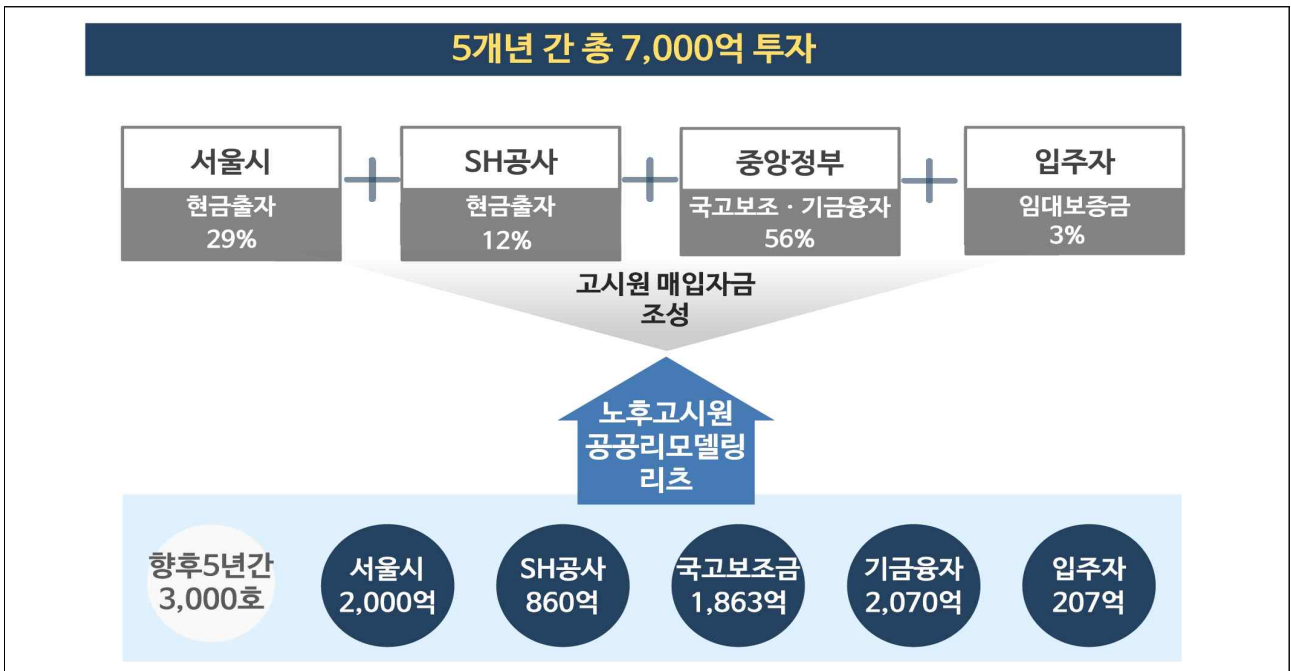 5개년 간 총 7,000억 투자
서울시
현금출자
29%
SH공사
현금출자
12%
중앙정부
국고보조 · 기금융자
56%
입주자
임대보증금
3%
고시원 매입자금
조성
노후고시원
공공리모델링
리츠
향후5년간
3,000호
서울시
2,000억
SH공사
860억
국고보조금
1,863억
기금융자
2,070억
입주자
207억